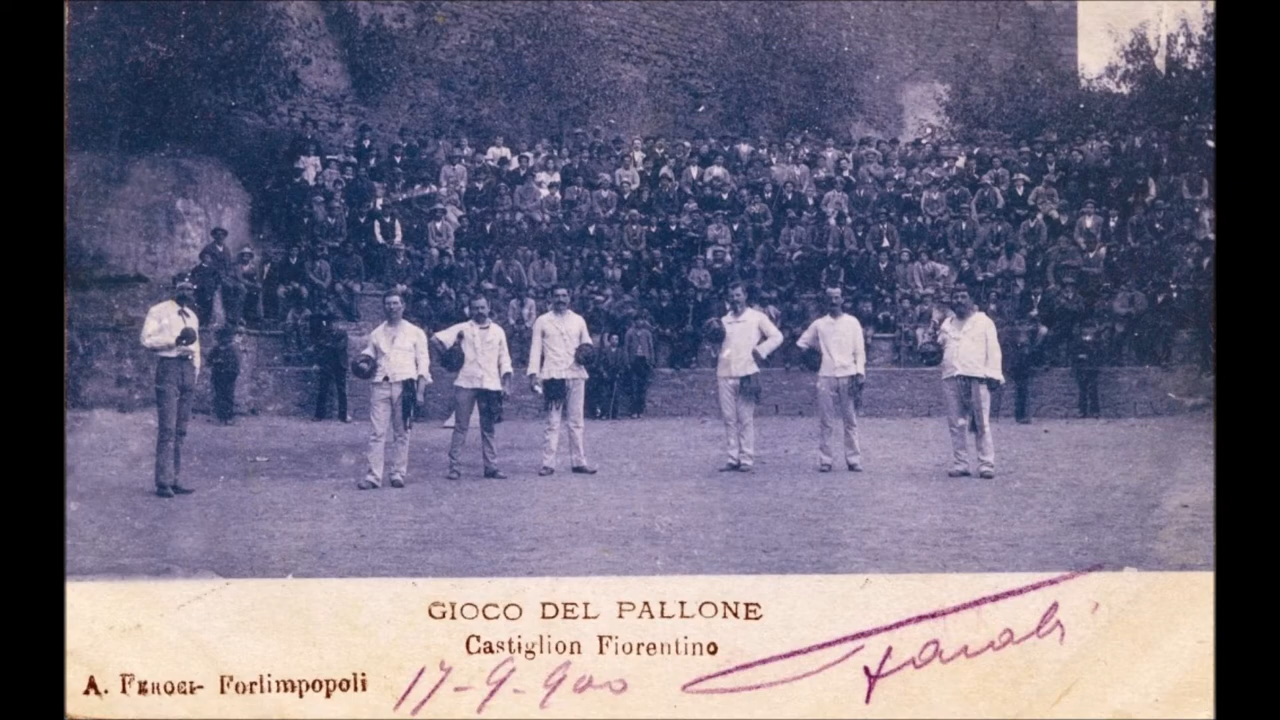 GIOCO DEL PALLONE
Castiglion Fiorentino
A. FEROCI- Forlimpopoli
17-9-900